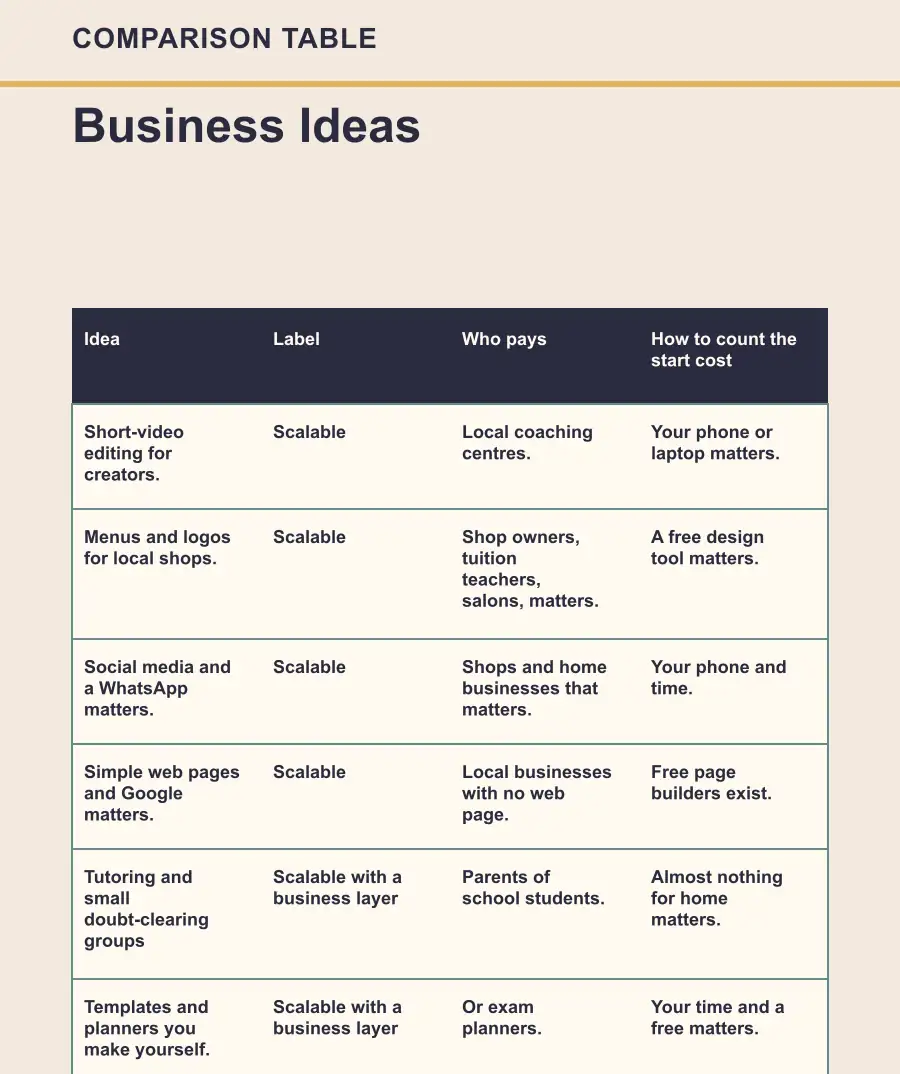 COMPARISON TABLE
Business Ideas
Idea
Label
Who pays
How to count the
start cost
Short-video
editing for
creators.
Scalable
Local coaching
centres.
Your phone or
laptop matters.
Menus and logos
for local shops.
Scalable
Shop owners,
tuition
teachers,
salons, matters.
A free design
tool matters.
Social media and
a WhatsApp
matters.
Scalable
Shops and home
businesses that
matters.
Your phone and
time.
Simple web pages
and Google
matters.
Scalable
Local businesses
with no web
page.
Free page
builders exist.
Tutoring and
small
doubt-clearing
groups
Scalable with a
business layer
Parents of
school students.
Almost nothing
for home
matters.
Templates and
planners you
make yourself.
Scalable with a
business layer
Or exam
planners.
Your time and a
free matters.